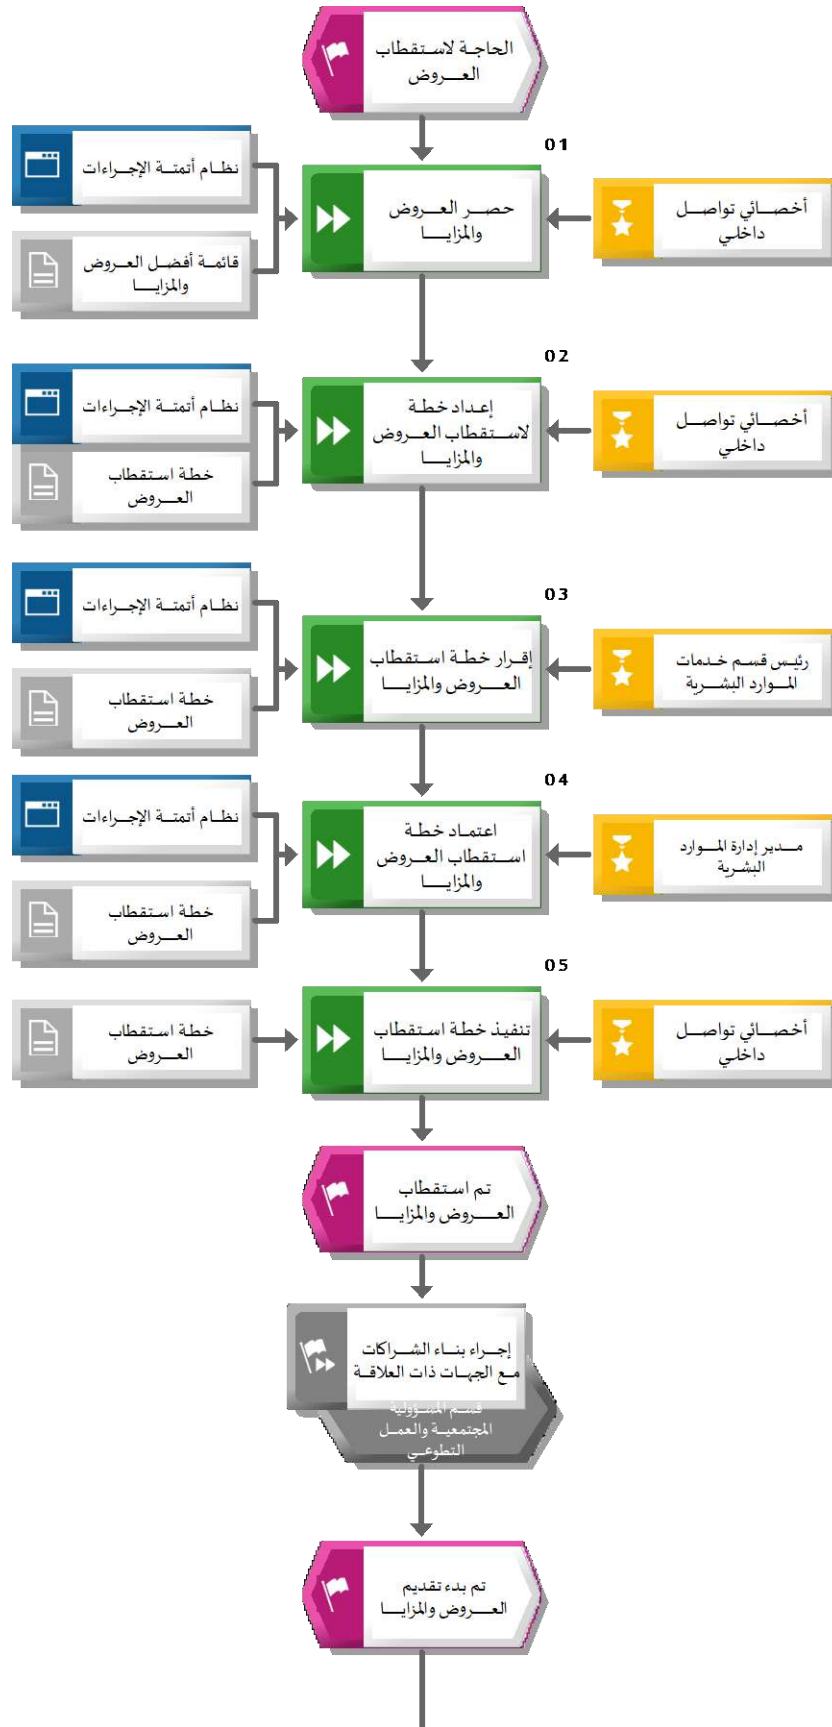 الحاجة لاستقطاب
العروض
01
أخصائي تواصل
داخلي
حصر العروض
والمزايا
نظام أتمتة الإجراءات
قائمة أفضل العروض
والمزايا
02
أخصائي تواصل
داخلي
إعداد خطة
لاستقطاب العروض
والمزايا
نظام أتمتة الإجراءات
خطة استقطاب
العروض
03
رئيس قسم خدمات
الموارد البشرية
إقرار خطة استقطاب
العروض والمزايا
نظام أتمتة الإجراءات
خطة استقطاب
العروض
04
مدير إدارة الموارد
البشرية
اعتماد خطة
استقطاب العروض
والمزايا
نظام أتمتة الإجراءات
خطة استقطاب
العروض
05
أخصائي تواصل
داخلي
تنفيذ خطة استقطاب
العروض والمزايا
خطة استقطاب
العروض
تم استقطاب
العروض والمزايا
إجراء بناء الشراكات
مع الجهات ذات العلاقة
قسم المسؤولية
المجتمعية والعمل
التطوعي
تم بدء تقديم
العروض والمزايا